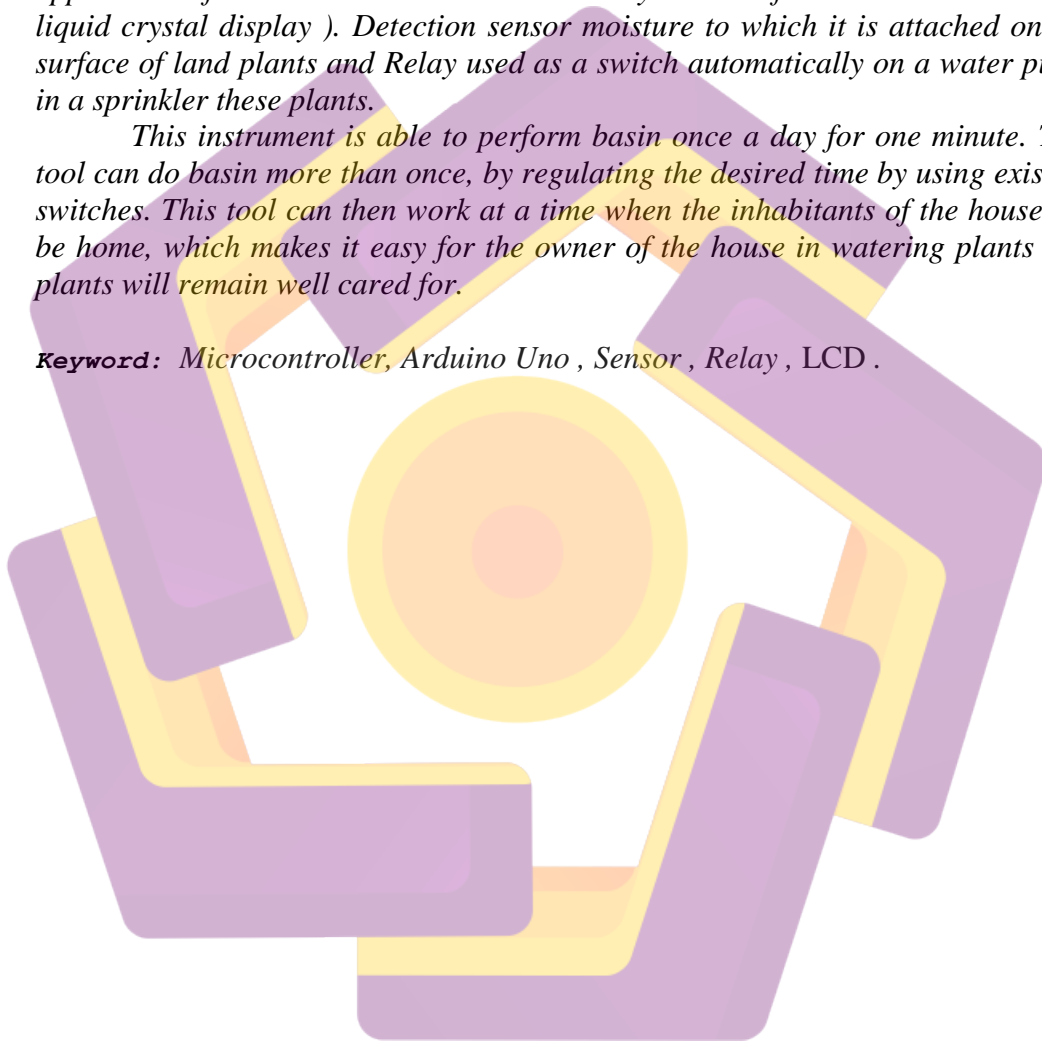 liquid crystal display ). Detection sensor moisture to which it is attached on
surface of land plants and Relay used as a switch automatically on a water p
in a sprinkler these plants.
This instrument is able to perform basin once a day for one minute. T
tool can do basin more than once, by regulating the desired time by using exis
switches. This tool can then work at a time when the inhabitants of the house
be home, which makes it easy for the owner of the house in watering plants
plants will remain well cared for.
Keyword: Microcontroller, Arduino Uno , Sensor , Relay , LCD .